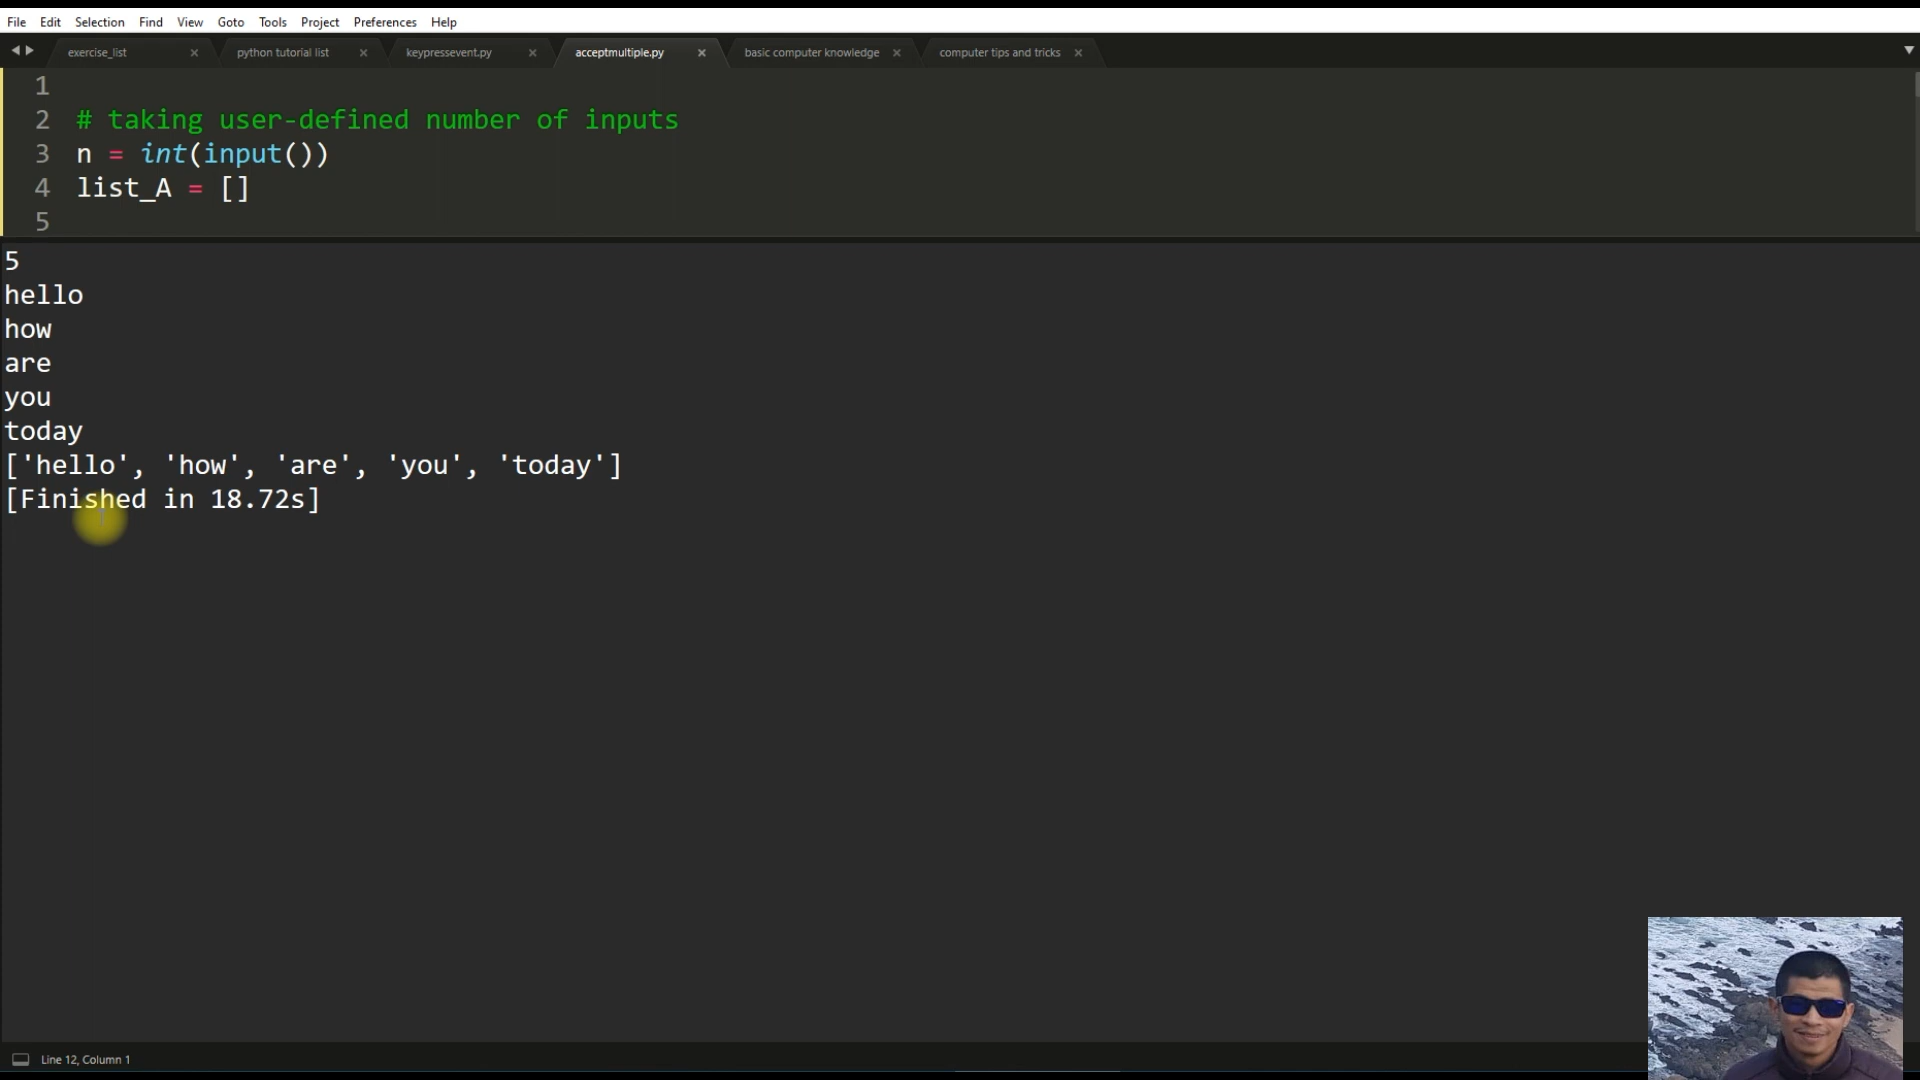 File Edit Selection Find View Goto Tools Project Preferences Help
exercise_list python tutorial list keypressevent.py acceptmultiple.py basic computer knowledge computer tips and tricks
1
2 # taking user-defined number of inputs
3 n = int(input())
4 list_A = []
5
5
hello
how
are
you
today
['hello', 'how', 'are', 'you', 'today']
[Finished in 18.72s]
Line 12, Column 1